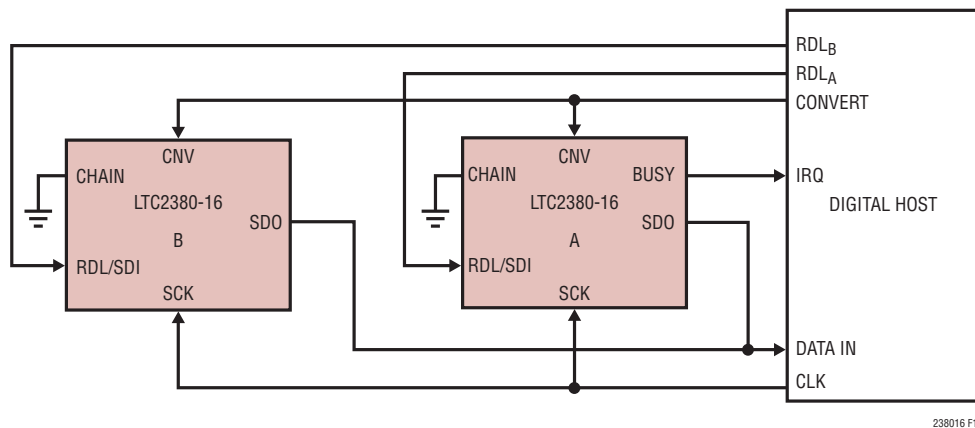 RDLB
RDLA
CONVERT
IRQ
DIGITAL HOST
DATA IN
CLK
CNV
CHAIN
LTC2380-16
SDO
B
RDL/SDI
SCK
CNV
CHAIN
BUSY
LTC2380-16
SDO
A
RDL/SDI
SCK
238016 F1